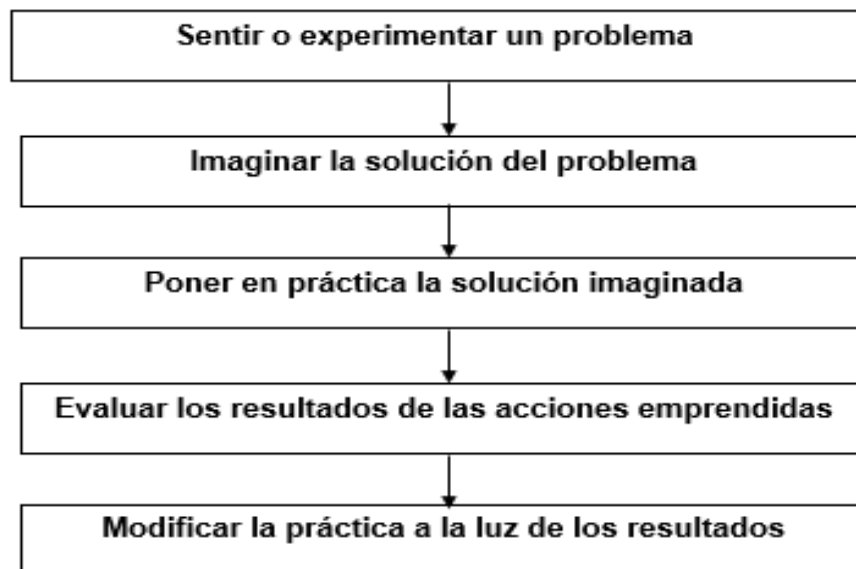 Sentir o experimentar un problema
Imaginar la solución del problema
Poner en práctica la solución imaginada
Evaluar los resultados de las acciones emprendidas
Modificar la práctica a la luz de los resultados